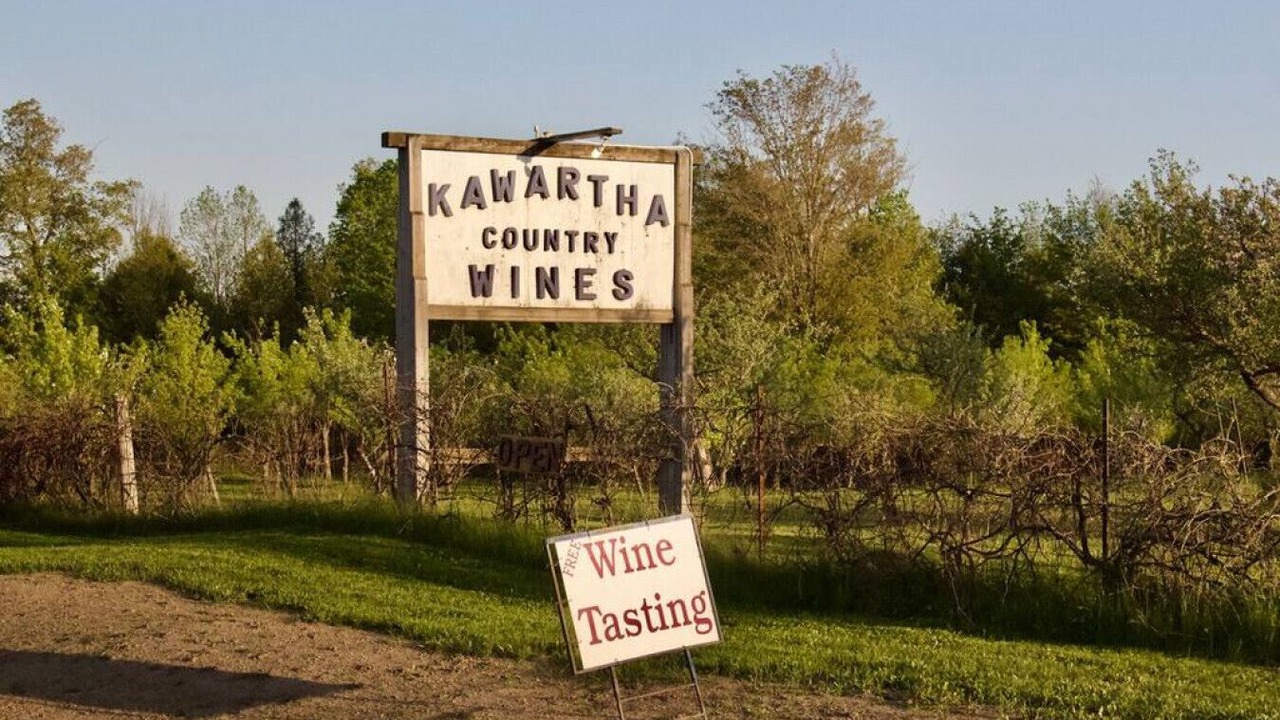 KAWARTHA
COUNTRY
WINES
OPEN
FREE
Wine
Tasting